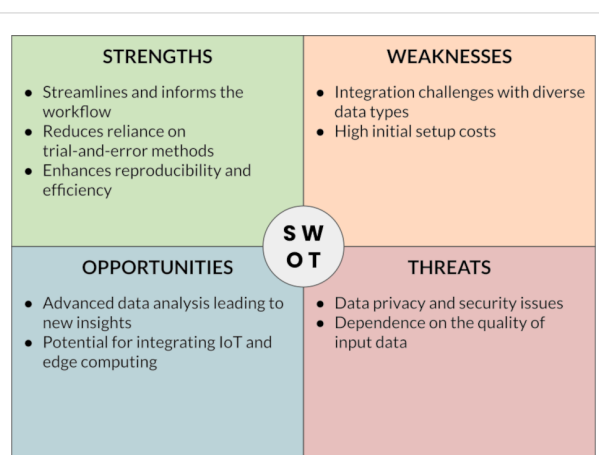 STRENGTHS
● Streamlines and informs the
workflow
● Reduces reliance on
trial-and-error methods
● Enhances reproducibility and
efficiency
WEAKNESSES
● Integration challenges with diverse
data types
● High initial setup costs
S W
O T
OPPORTUNITIES
● Advanced data analysis leading to
new insights
● Potential for integrating IoT and
edge computing
THREATS
● Data privacy and security issues
● Dependence on the quality of
input data